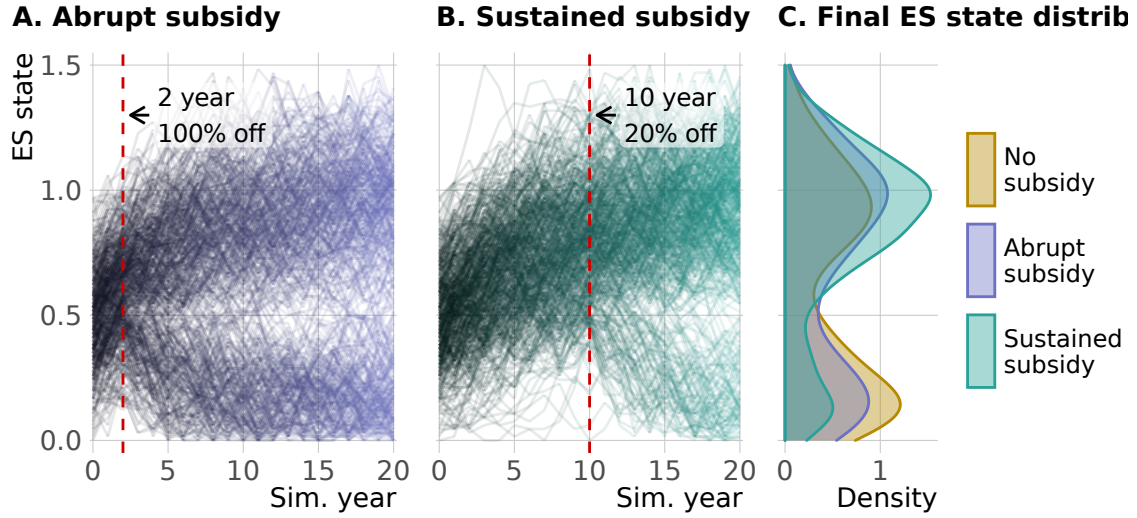 A. Abrupt subsidy
B. Sustained subsidy
C. Final ES state distrib
ES state
1.5
1.0
0.5
0.0
2 year
100% off
0
5
10
15
20
Sim. year
10 year
20% off
0
5
10
15
20
Sim. year
0
1
Density
No
subsidy
Abrupt
subsidy
Sustained
subsidy